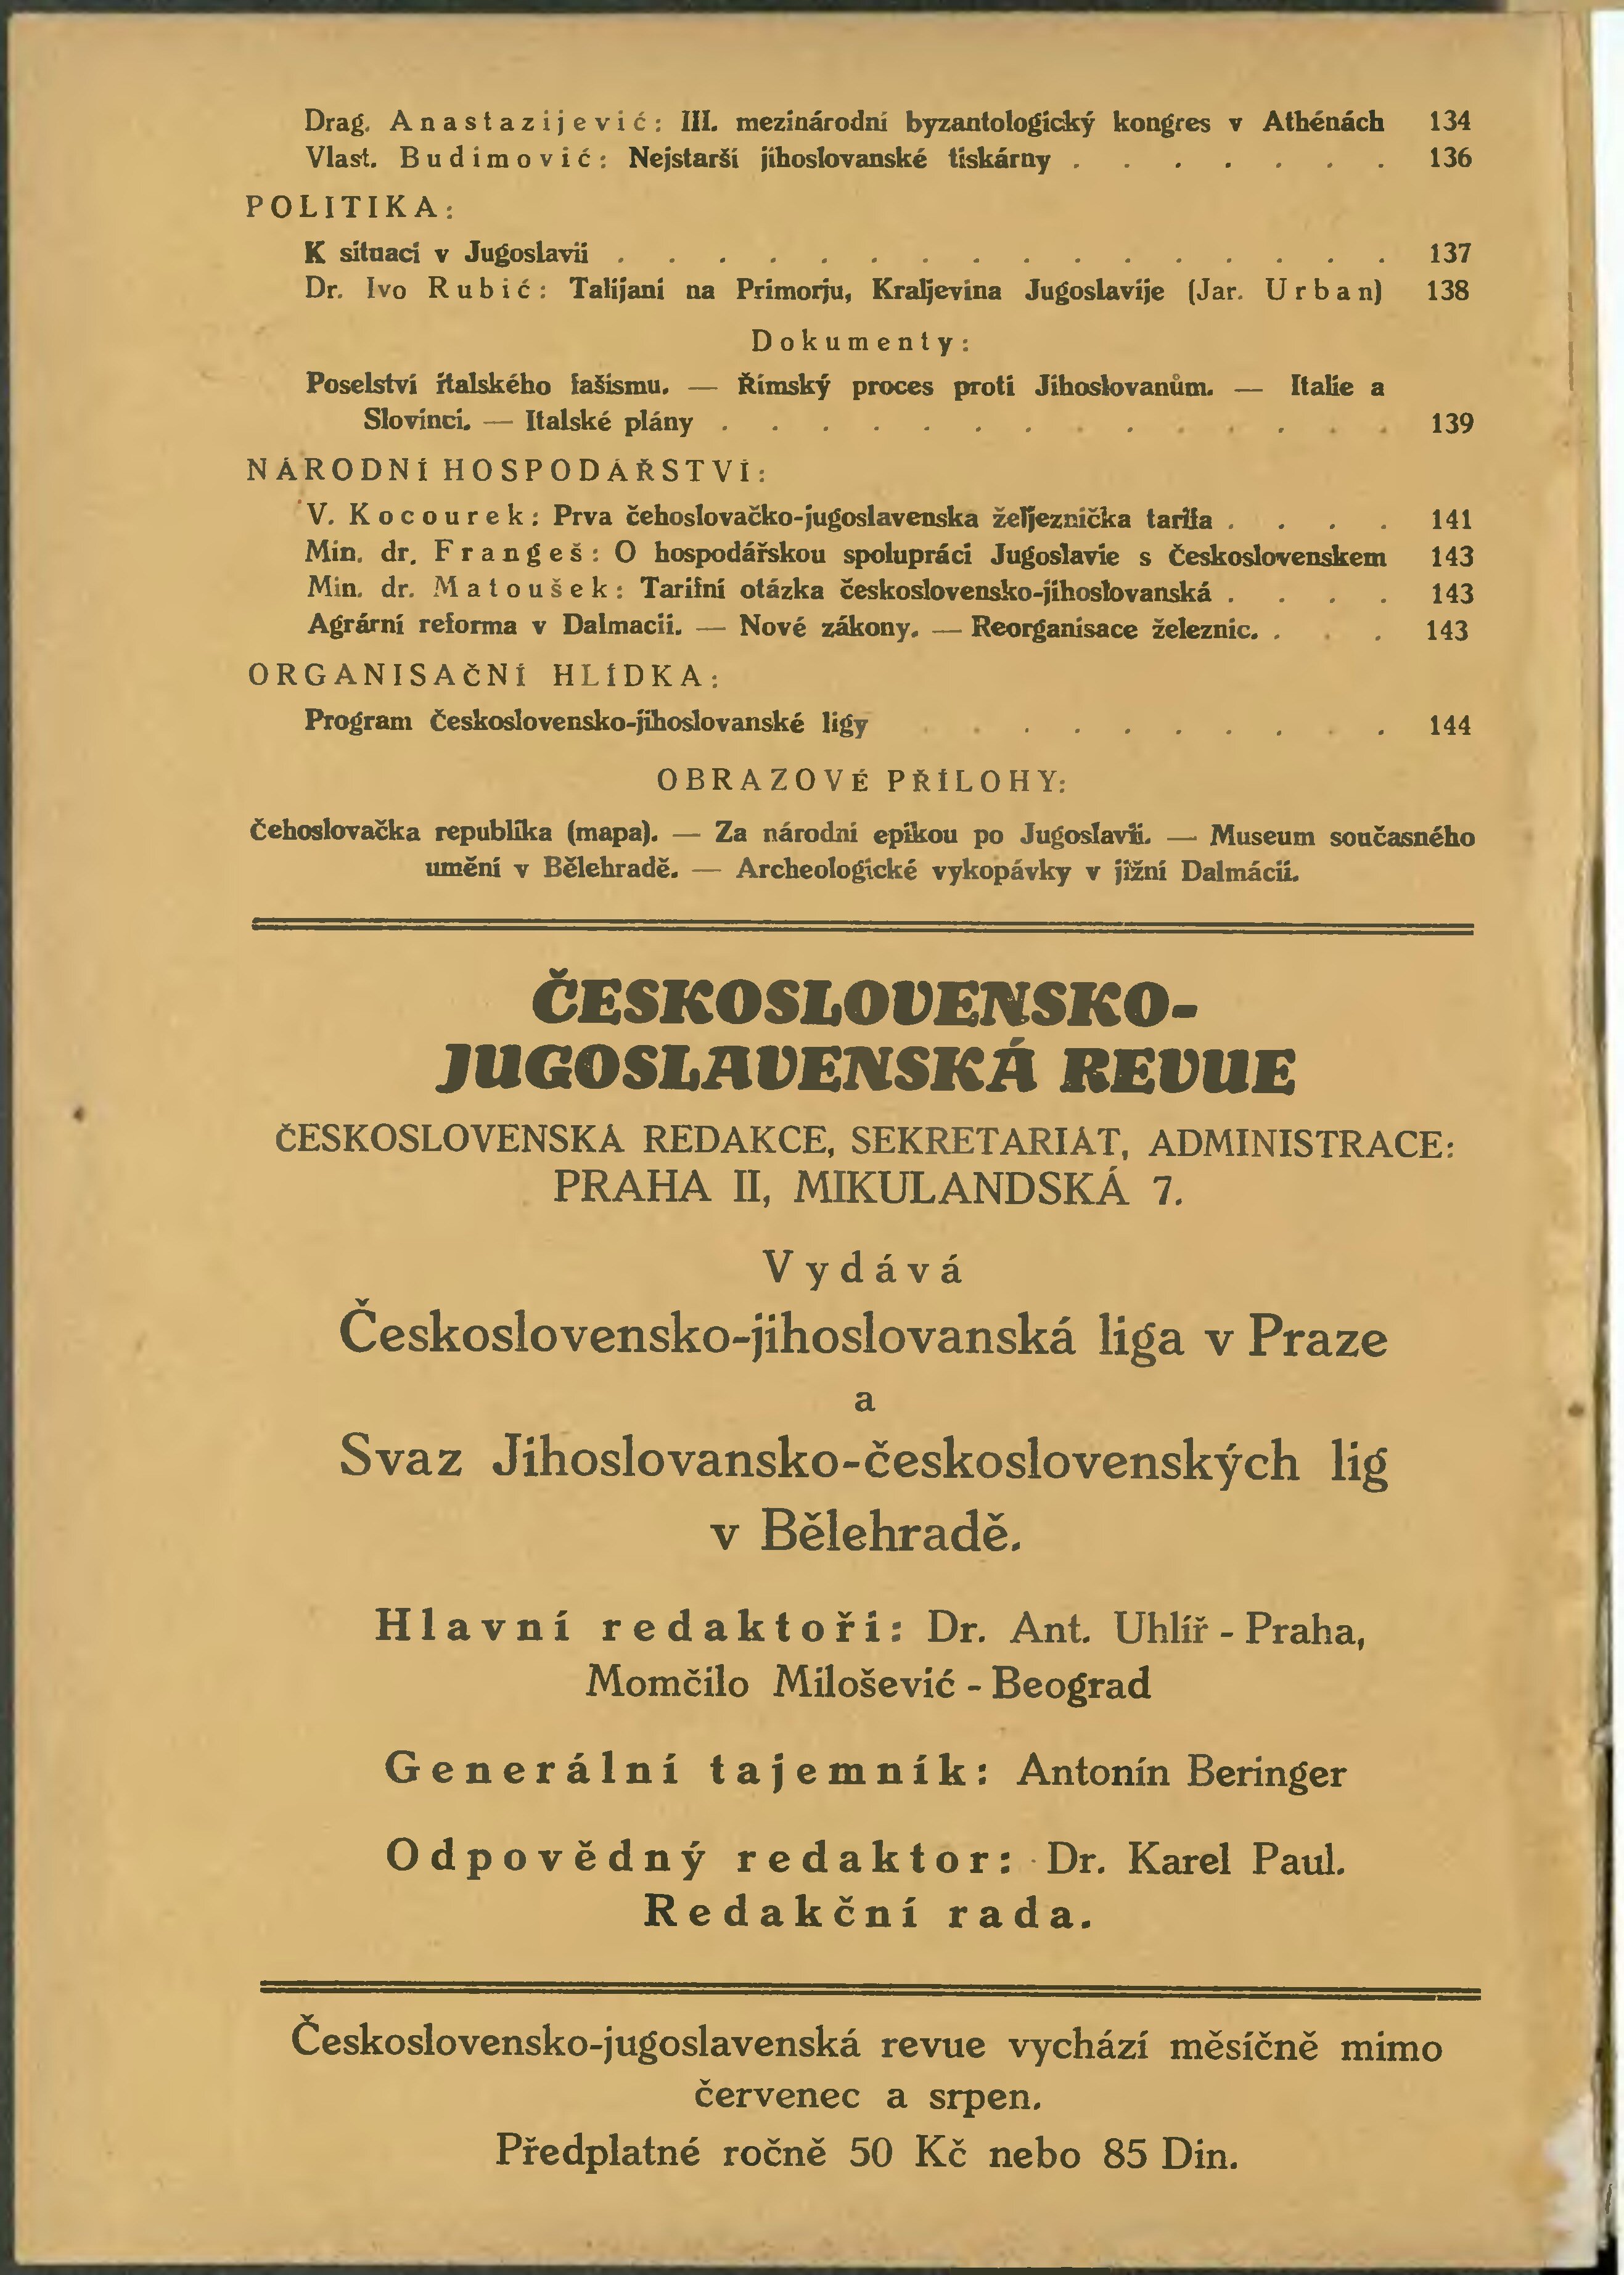 Drag. Anastazijević: III. mezinárodní byzantologický kongres v Athénách 134
Vlast. Budimović: Nejstarší jihoslovanské tiskárny . . . . . . . 136
POLITIKA:
K situaci v Jugoslavii . . . . . . . . . . . . . . . . 137
Dr. Ivo Rubić: Talijani na Primorju, Kraljevina Jugoslavije (Jar. Urban) 138
Dokumenty:
Poselství italského fašismu. — Římský proces proti Jihoslovanům. — Italie a
Slovinci. — Italské plány . . . . . . . . . . . . . . 139
NÁRODNÍ HOSPODÁŘSTVÍ:
V. Kocourek: Prva čehoslovačko-jugoslavenska željeznička tarifa . . . . 141
Min. dr. Frangeš: O hospodářskou spolupráci Jugoslavie s Československem 143
Min. dr. Matoušek: Tarifní otázka československo-jihoslovanská . . . . 143
Agrární reforma v Dalmacii. — Nové zákony. — Reorganisace železnic. . . . 143
ORGANISAČNÍ HLÍDKA:
Program Československo-jihoslovanské ligy . . . . . . . . . . 144
OBRAZOVÉ PŘÍLOHY:
Čehoslovačka republika (mapa). — Za národní epikou po Jugoslavii. — Museum současného
umění v Bělehradě. — Archeologické vykopávky v jižní Dalmácii.
ČESKOSLOVENSKO-
JUGOSLAVENSKÁ REVUE
ČESKOSLOVENSKÁ REDAKCE, SEKRETARIÁT, ADMINISTRACE:
PRAHA II, MIKULANDSKÁ 7.
Vydává
Československo-jihoslovanská liga v Praze
a
Svaz Jihoslovansko-československých lig
v Bělehradě.
Hlavní redaktoři: Dr. Ant. Uhlíř - Praha,
Momčilo Milošević - Beograd
Generální tajemník: Antonín Beringer
Odpovědný redaktor: Dr. Karel Paul.
Redakční rada.
Československo-jugoslavenská revue vychází měsíčně mimo
červenec a srpen.
Předplatné ročně 50 Kč nebo 85 Din.